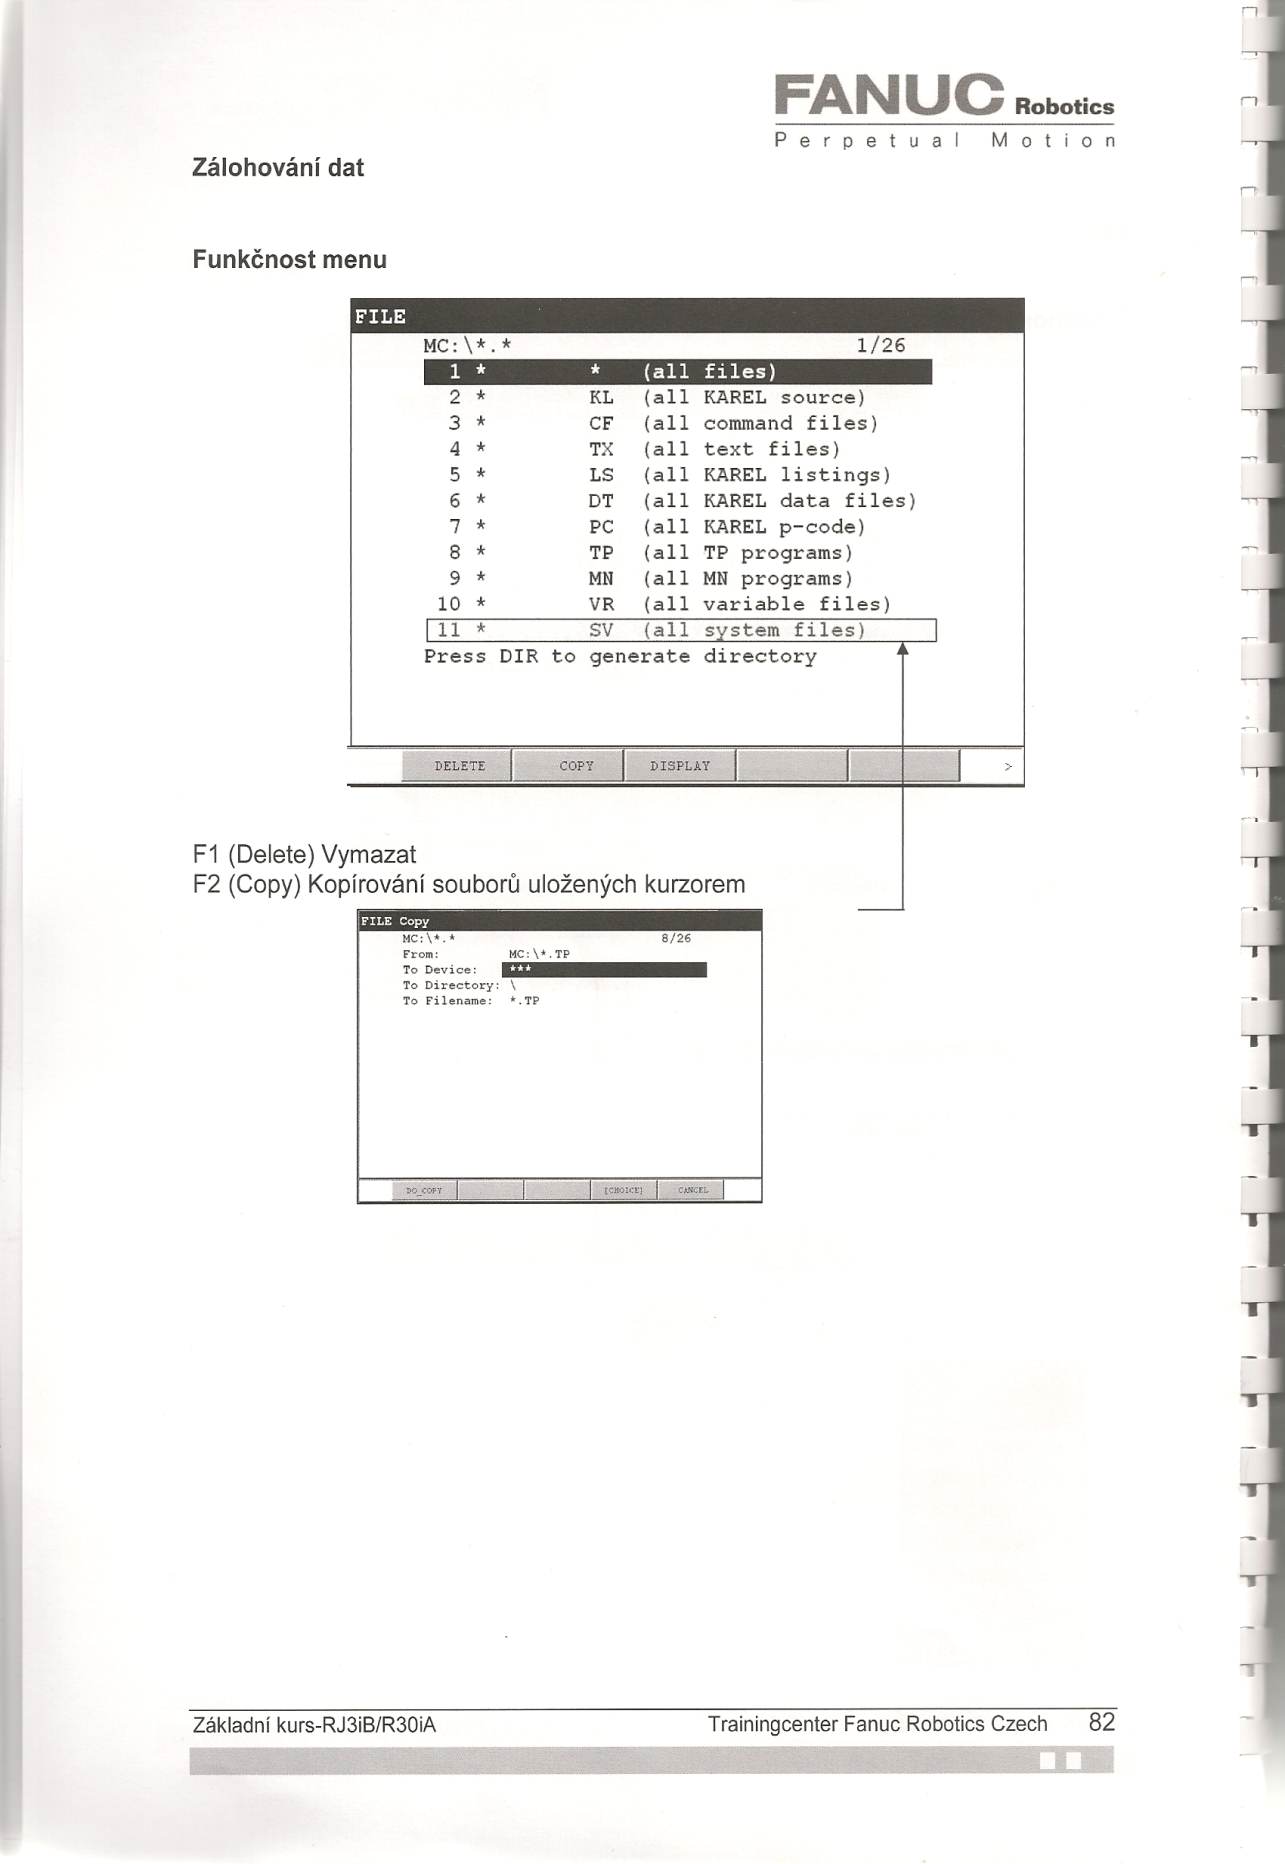 FANUC Robotics
Perpetual Motion
Zálohování dat
Funkčnost menu
FILE
MC:\*.* 1/26
1 * * (all files)
2 * KL (all KAREL source)
3 * CF (all command files)
4 * TX (all text files)
5 * LS (all KAREL listings)
6 * DT (all KAREL data files)
7 * PC (all KAREL p-code)
8 * TP (all TP programs)
9 * MN (all MN programs)
10 * VR (all variable files)
11 * SV (all system files)
Press DIR to generate directory
DELETE COPY DISPLAY >
F1 (Delete) Vymazat
F2 (Copy) Kopírování souborů uložených kurzorem
FILE Copy
MC:\*.* 8/26
From: MC:\*.TP
To Device: ***
To Directory: \
To Filename: *.TP
DO_COPY [CHOICE] CANCEL
Základní kurs-RJ3iB/R30iA Trainingcenter Fanuc Robotics Czech 82